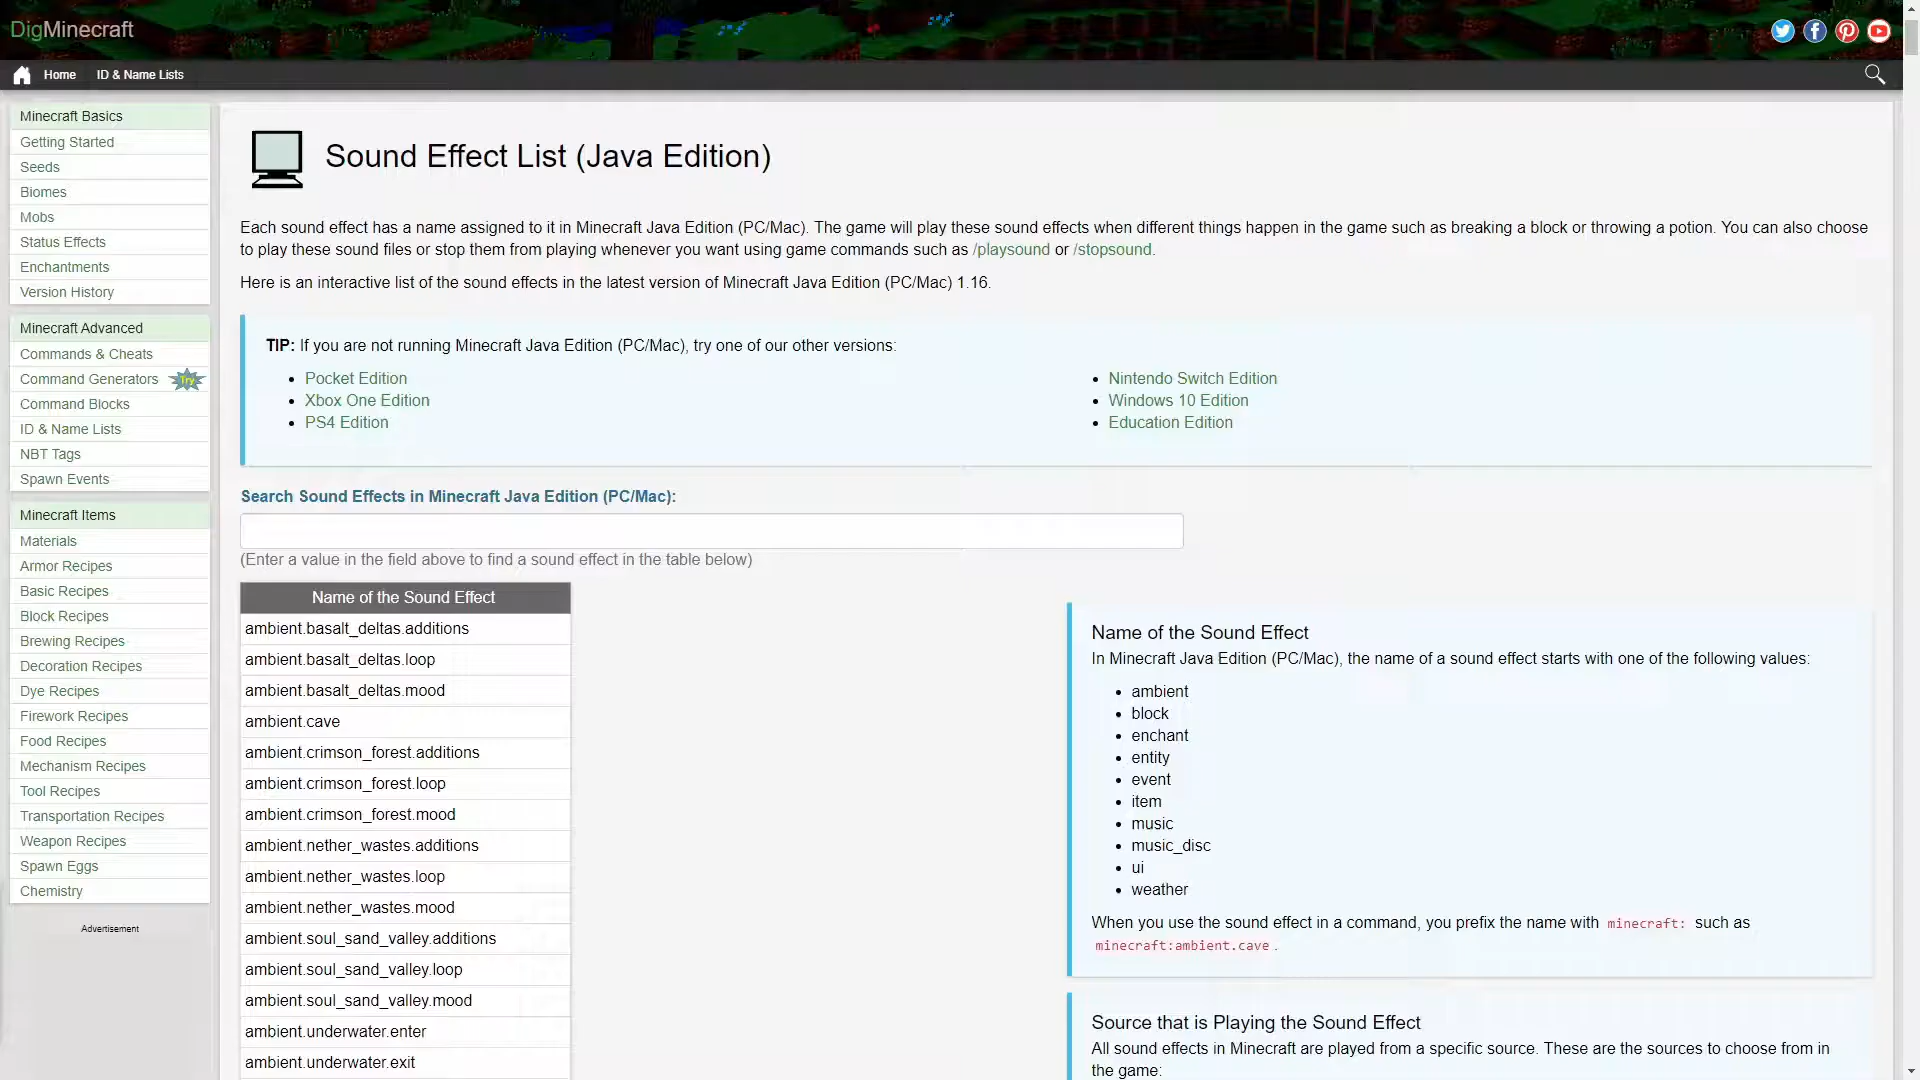 DigMinecraft
Home
ID & Name Lists
Minecraft Basics
Getting Started
Seeds
Biomes
Mobs
Status Effects
Enchantments
Version History
Minecraft Advanced
Commands & Cheats
Command Generators Try
Command Blocks
ID & Name Lists
NBT Tags
Spawn Events
Minecraft Items
Materials
Armor Recipes
Basic Recipes
Block Recipes
Brewing Recipes
Decoration Recipes
Dye Recipes
Firework Recipes
Food Recipes
Mechanism Recipes
Tool Recipes
Transportation Recipes
Weapon Recipes
Spawn Eggs
Chemistry
Advertisement
Sound Effect List (Java Edition)
Each sound effect has a name assigned to it in Minecraft Java Edition (PC/Mac). The game will play these sound effects when different things happen in the game such as breaking a block or throwing a potion. You can also choose
to play these sound files or stop them from playing whenever you want using game commands such as /playsound or /stopsound.
Here is an interactive list of the sound effects in the latest version of Minecraft Java Edition (PC/Mac) 1.16.
TIP: If you are not running Minecraft Java Edition (PC/Mac), try one of our other versions:
• Pocket Edition
• Xbox One Edition
• PS4 Edition
• Nintendo Switch Edition
• Windows 10 Edition
• Education Edition
Search Sound Effects in Minecraft Java Edition (PC/Mac):
(Enter a value in the field above to find a sound effect in the table below)
Name of the Sound Effect
ambient.basalt_deltas.additions
ambient.basalt_deltas.loop
ambient.basalt_deltas.mood
ambient.cave
ambient.crimson_forest.additions
ambient.crimson_forest.loop
ambient.crimson_forest.mood
ambient.nether_wastes.additions
ambient.nether_wastes.loop
ambient.nether_wastes.mood
ambient.soul_sand_valley.additions
ambient.soul_sand_valley.loop
ambient.soul_sand_valley.mood
ambient.underwater.enter
ambient.underwater.exit
Name of the Sound Effect
In Minecraft Java Edition (PC/Mac), the name of a sound effect starts with one of the following values:
• ambient
• block
• enchant
• entity
• event
• item
• music
• music_disc
• ui
• weather
When you use the sound effect in a command, you prefix the name with minecraft: such as
minecraft:ambient.cave.
Source that is Playing the Sound Effect
All sound effects in Minecraft are played from a specific source. These are the sources to choose from in
the game: